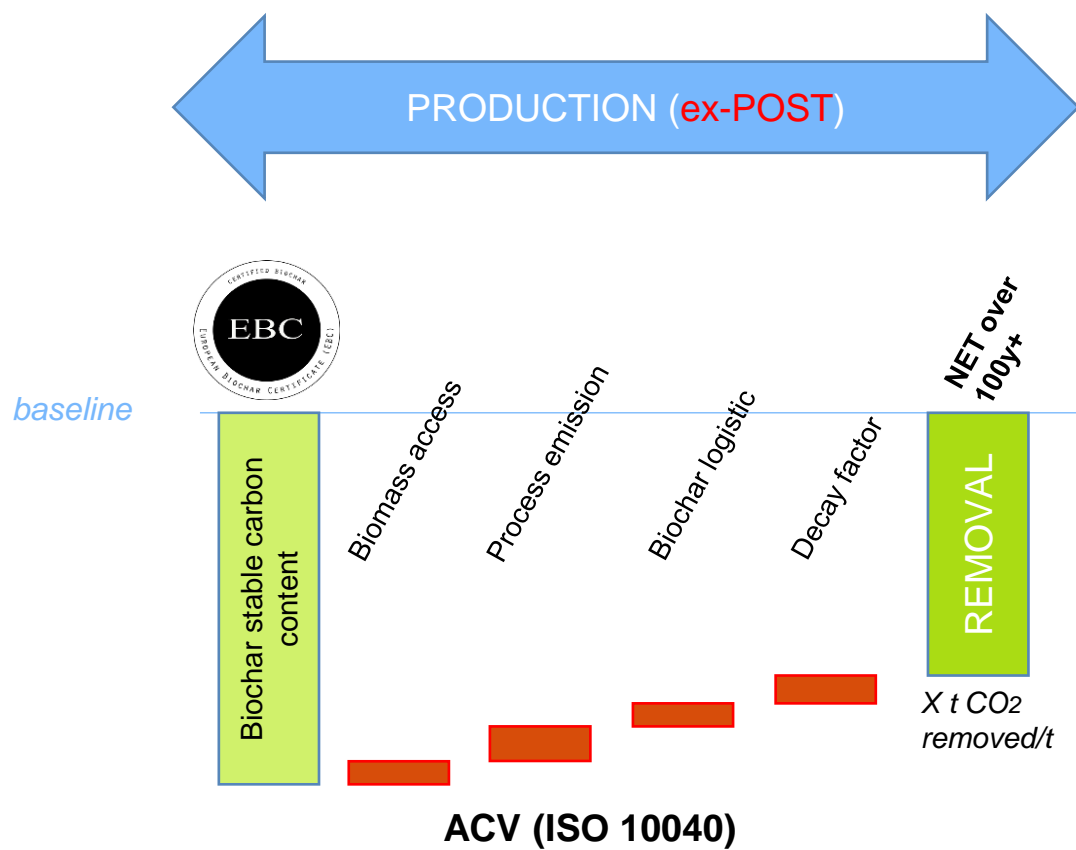 PRODUCTION (ex-POST)
CERTIFIED BIOCHAR
EBC
EUROPEAN BIOCHAR CERTIFICATE (EBC)
baseline
Biochar stable carbon
content
Biomass access
Process emission
Biochar logistic
Decay factor
NET over
100y+
REMOVAL
X t CO2
removed/t
ACV (ISO 10040)